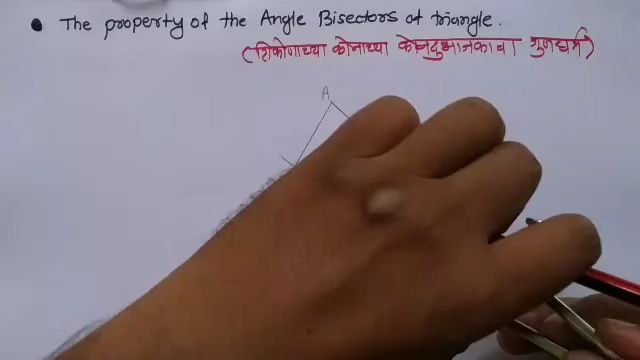 The property of the Angle Bisectors of triangle.
(त्रिकोणाच्या कोनाच्या गुणधर्म)
A